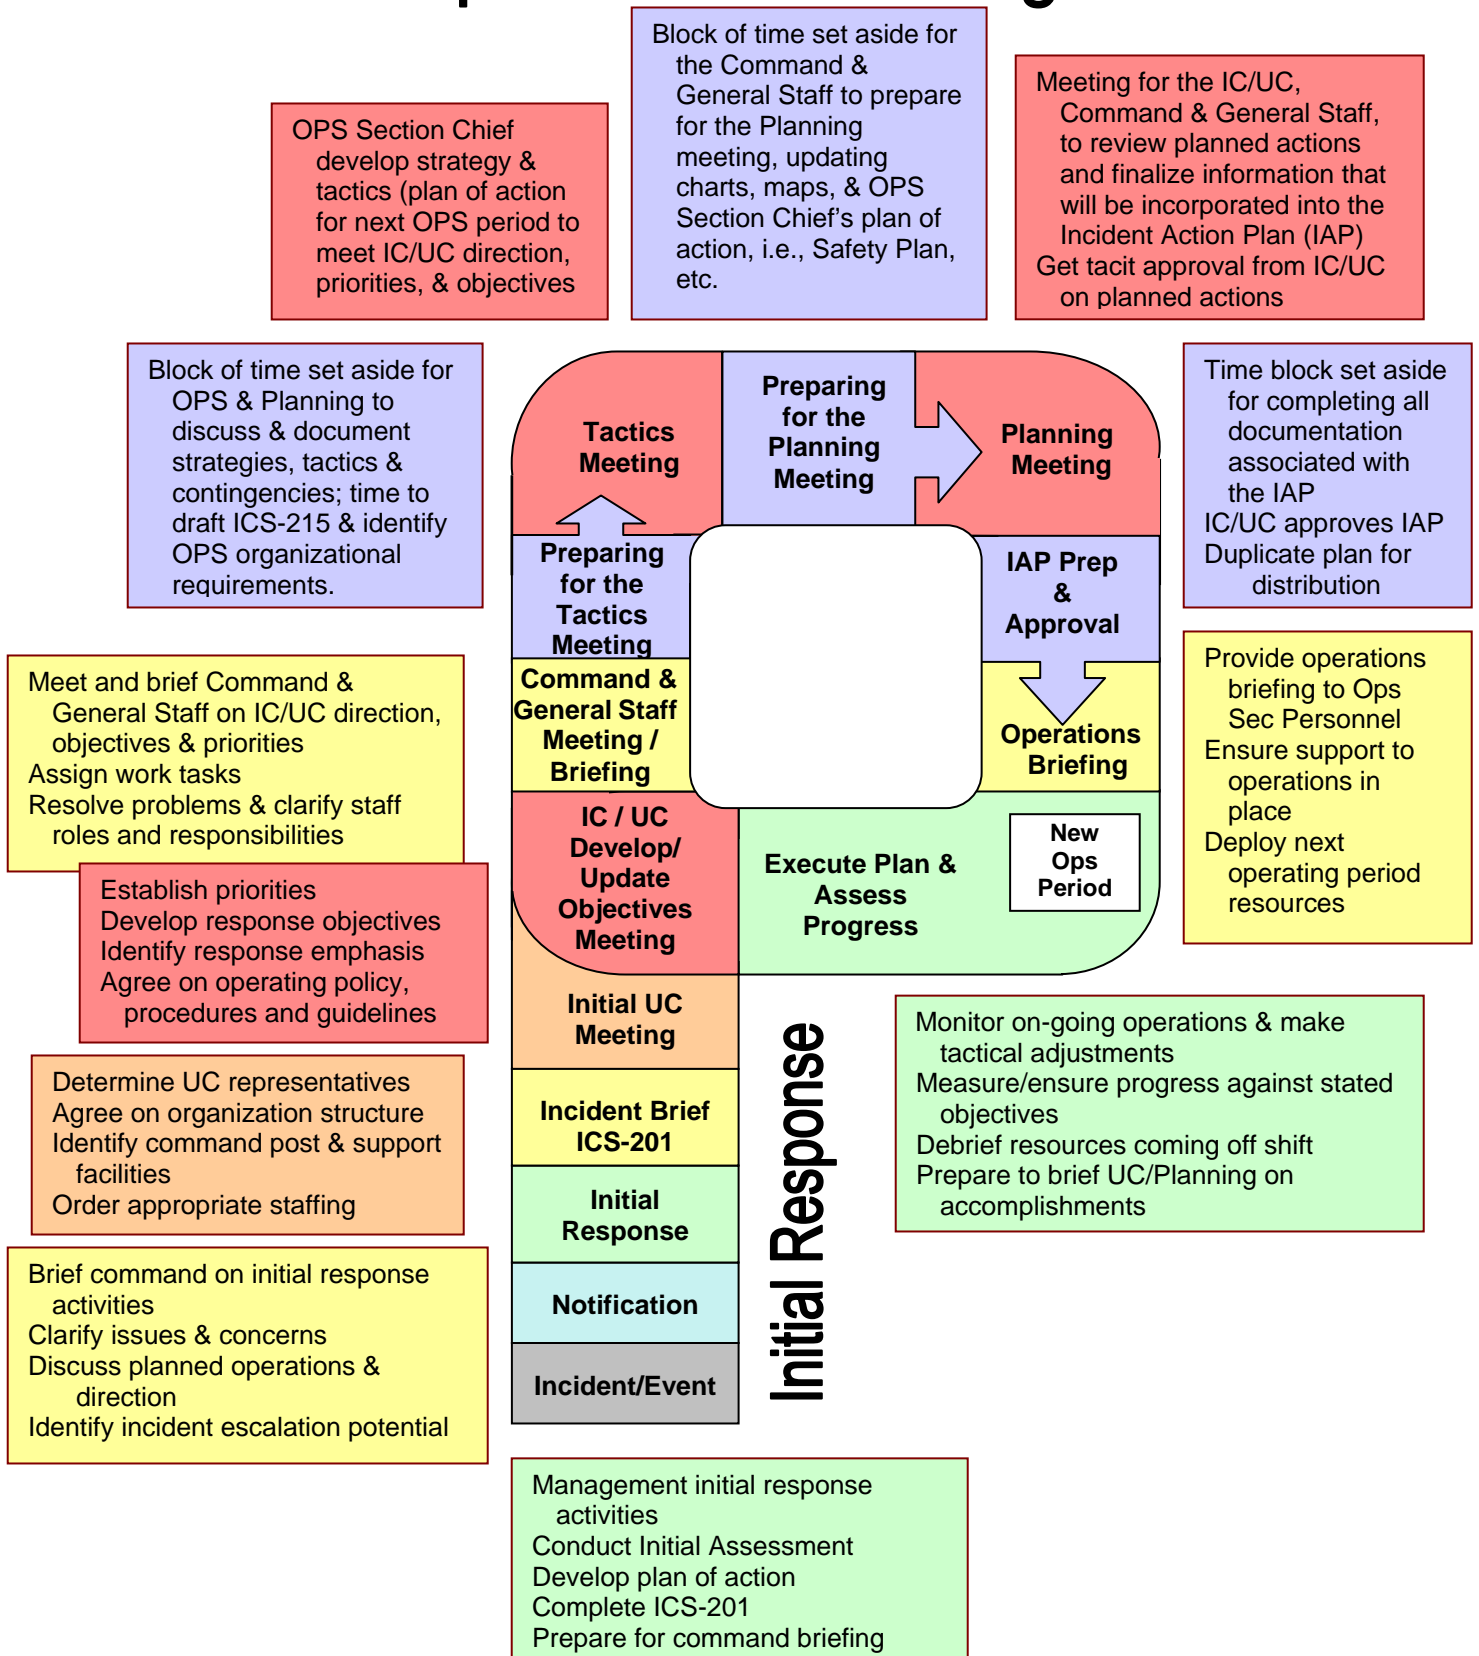 Block of time set aside for
the Command &
General Staff to prepare
for the Planning
meeting, updating
charts, maps, & OPS
Section Chief's plan of
action, i.e., Safety Plan,
etc.
Meeting for the IC/UC,
Command & General Staff,
to review planned actions
and finalize information that
will be incorporated into the
Incident Action Plan (IAP)
Get tacit approval from IC/UC
on planned actions
OPS Section Chief
develop strategy &
tactics (plan of action
for next OPS period to
meet IC/UC direction,
priorities, & objectives
Block of time set aside for
OPS & Planning to
discuss & document
strategies, tactics &
contingencies; time to
draft ICS-215 & identify
OPS organizational
requirements.
Tactics
Meeting
Preparing
for the
Planning
Meeting
Planning
Meeting
Time block set aside
for completing all
documentation
associated with
the IAP
IC/UC approves IAP
Duplicate plan for
distribution
Preparing
for the
Tactics
Meeting
IAP Prep
&
Approval
Meet and brief Command &
General Staff on IC/UC direction,
objectives & priorities
Assign work tasks
Resolve problems & clarify staff
roles and responsibilities
Command &
General Staff
Meeting /
Briefing
Operations
Briefing
Provide operations
briefing to Ops
Sec Personnel
Ensure support to
operations in
place
Deploy next
operating period
resources
Establish priorities
Develop response objectives
Identify response emphasis
Agree on operating policy,
procedures and guidelines
IC / UC
Develop/
Update
Objectives
Meeting
Execute Plan &
Assess
Progress
New
Ops
Period
Determine UC representatives
Agree on organization structure
Identify command post & support
facilities
Order appropriate staffing
Initial UC
Meeting
Incident Brief
ICS-201
Initial
Response
Notification
Incident/Event
Initial Response
Monitor on-going operations & make
tactical adjustments
Measure/ensure progress against stated
objectives
Debrief resources coming off shift
Prepare to brief UC/Planning on
accomplishments
Brief command on initial response
activities
Clarify issues & concerns
Discuss planned operations &
direction
Identify incident escalation potential
Management initial response
activities
Conduct Initial Assessment
Develop plan of action
Complete ICS-201
Prepare for command briefing